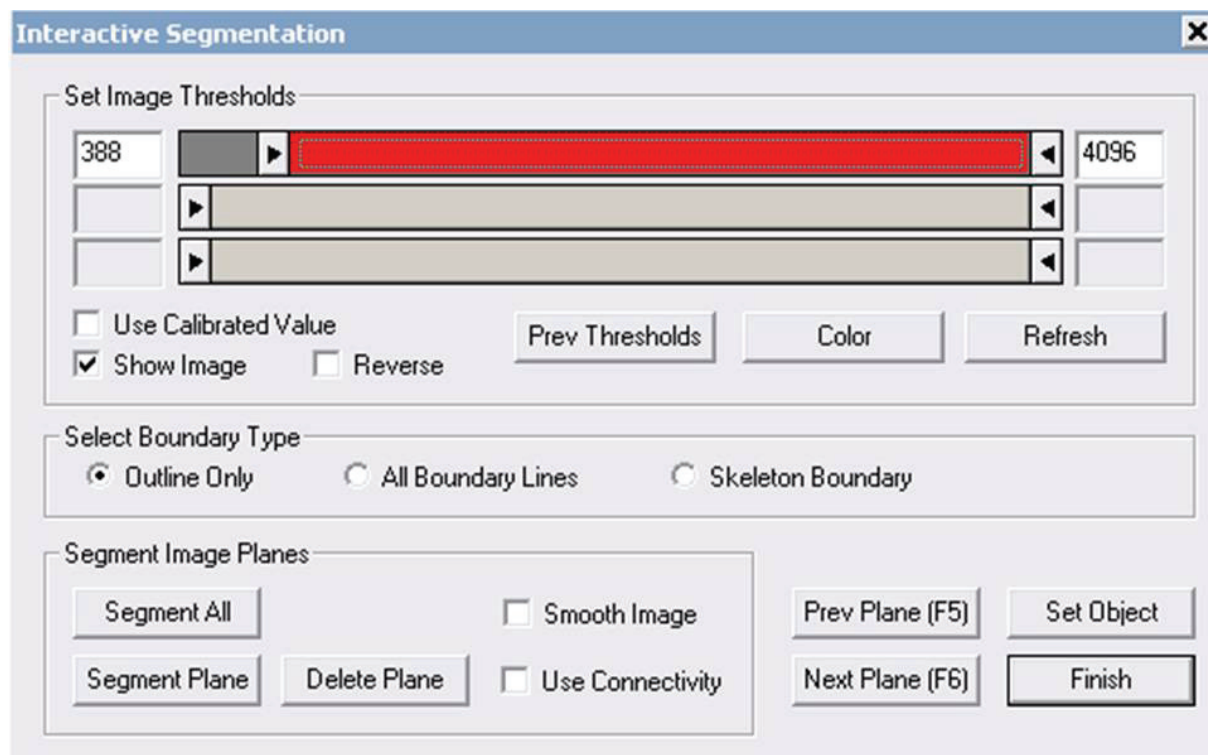 Interactive Segmentation
Set Image Thresholds
388 4096
Use Calibrated Value
Prev Thresholds Color Refresh
Show Image Reverse
Select Boundary Type
Outline Only All Boundary Lines Skeleton Boundary
Segment Image Planes
Segment All Smooth Image Prev Plane (F5) Set Object
Segment Plane Delete Plane Use Connectivity Next Plane (F6) Finish